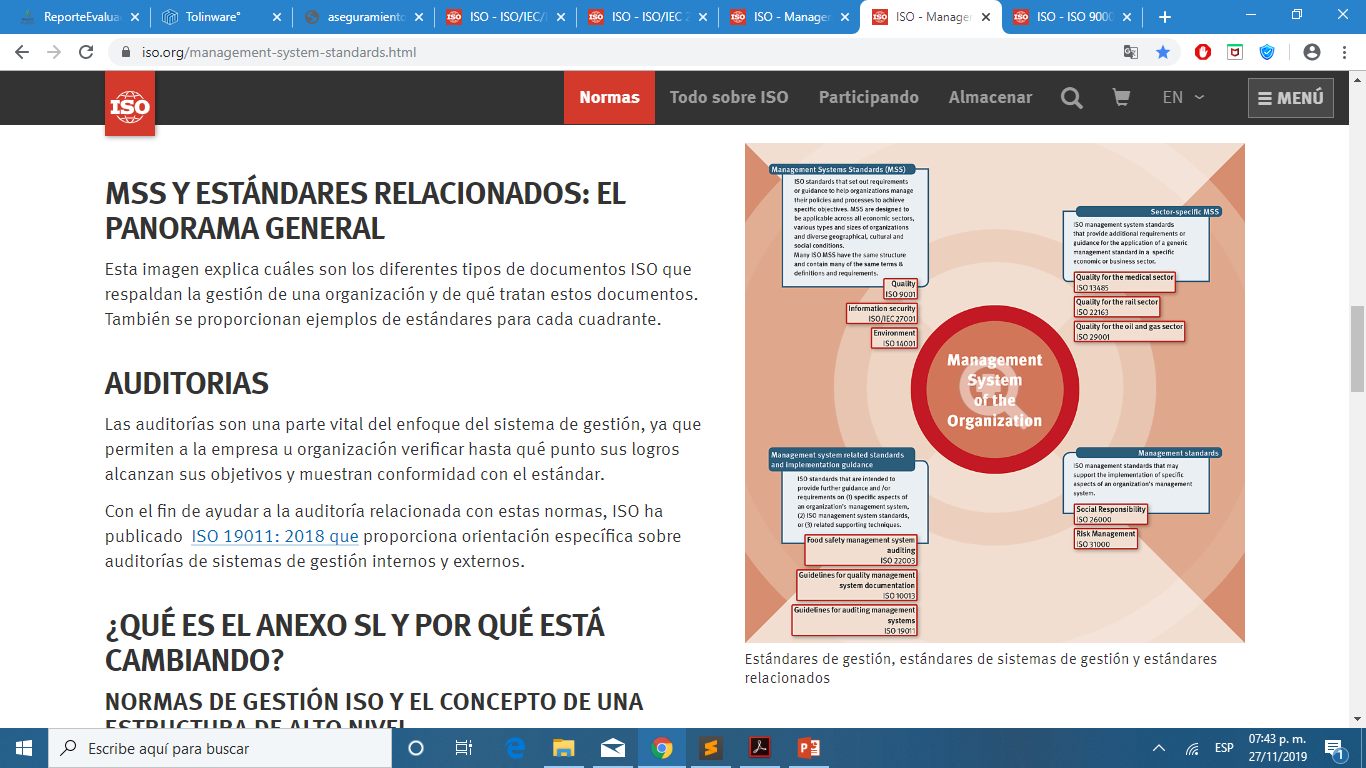 ReporteEvalua
Tolinware°
aseguramiento
ISO - ISO/IEC/I
ISO - ISO/IEC 2
ISO - Manager
ISO - Manager
ISO - ISO 9000
iso.org/management-system-standards.html
ISO
Normas
Todo sobre ISO
Participando
Almacenar
EN
MENÚ
MSS Y ESTÁNDARES RELACIONADOS: EL
PANORAMA GENERAL
Esta imagen explica cuáles son los diferentes tipos de documentos ISO que
respaldan la gestión de una organización y de qué tratan estos documentos.
También se proporcionan ejemplos de estándares para cada cuadrante.
AUDITORIAS
Las auditorías son una parte vital del enfoque del sistema de gestión, ya que
permiten a la empresa u organización verificar hasta qué punto sus logros
alcanzan sus objetivos y muestran conformidad con el estándar.
Con el fin de ayudar a la auditoría relacionada con estas normas, ISO ha
publicado ISO 19011: 2018 que proporciona orientación específica sobre
auditorías de sistemas de gestión internos y externos.
¿QUÉ ES EL ANEXO SL Y POR QUÉ ESTÁ
CAMBIANDO?
NORMAS DE GESTIÓN ISO Y EL CONCEPTO DE UNA
ESTRUCTURA DE ALTO NIVEL
Management Systems Standards (MSS)
ISO standards that set out requirements
or guidance to help organizations manage
their policies and processes to achieve
specific objectives. MSS are designed to
be applicable across all economic sectors,
various types and sizes of organizations
and diverse geographical, cultural and
social conditions.
Many ISO MSS have the same structure
and contain many of the same terms &
definitions and requirements.
Quality
ISO 9001
Information security
ISO/IEC 27001
Environment
ISO 14001
Sector-specific MSS
ISO management system standards
that provide additional requirements or
guidance for the application of a generic
management standard in a specific
economic or business sector.
Quality for the medical sector
ISO 13485
Quality for the rail sector
ISO 22163
Quality for the oil and gas sector
ISO 29001
Management
System
of the
Organization
Management system related standards
and implementation guidance
ISO standards that are intended to
provide further guidance and /or
requirements on (1) specific aspects of
an organization's management system,
(2) ISO management system standards,
or (3) related supporting techniques.
Food safety management system
auditing
ISO 22003
Guidelines for quality management
system documentation
ISO 10013
Guidelines for auditing management
systems
ISO 19011
Management standards
ISO management standards that may
support the implementation of specific
aspects of an organization's management
system.
Social Responsibility
ISO 26000
Risk Management
ISO 31000
Estándares de gestión, estándares de sistemas de gestión y estándares
relacionados
Escribe aquí para buscar
ESP
07:43 p. m.
27/11/2019
1